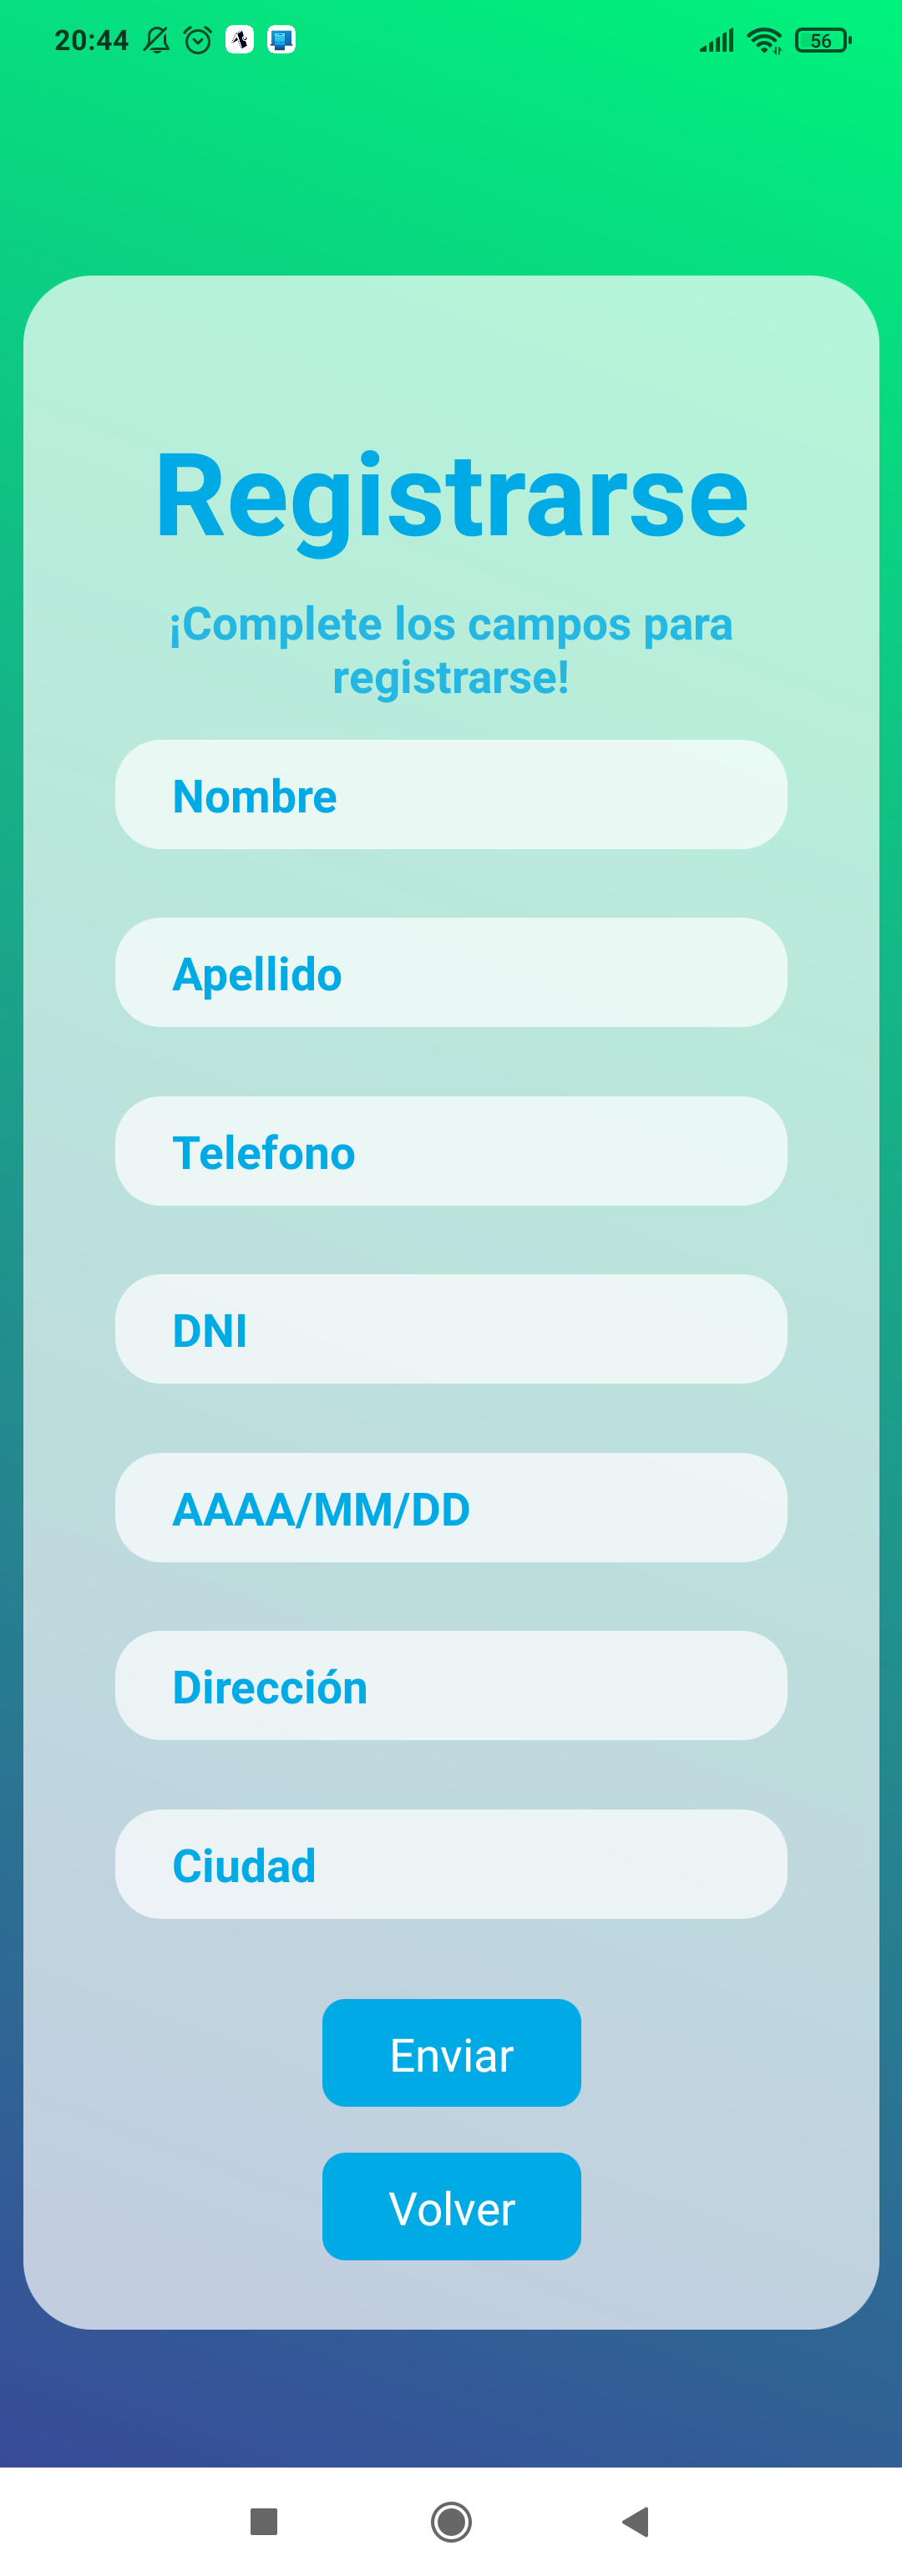 20:44
56
Registrarse
¡Complete los campos para
registrarse!
Nombre
Apellido
Telefono
DNI
AAAA/MM/DD
Dirección
Ciudad
Enviar
Volver